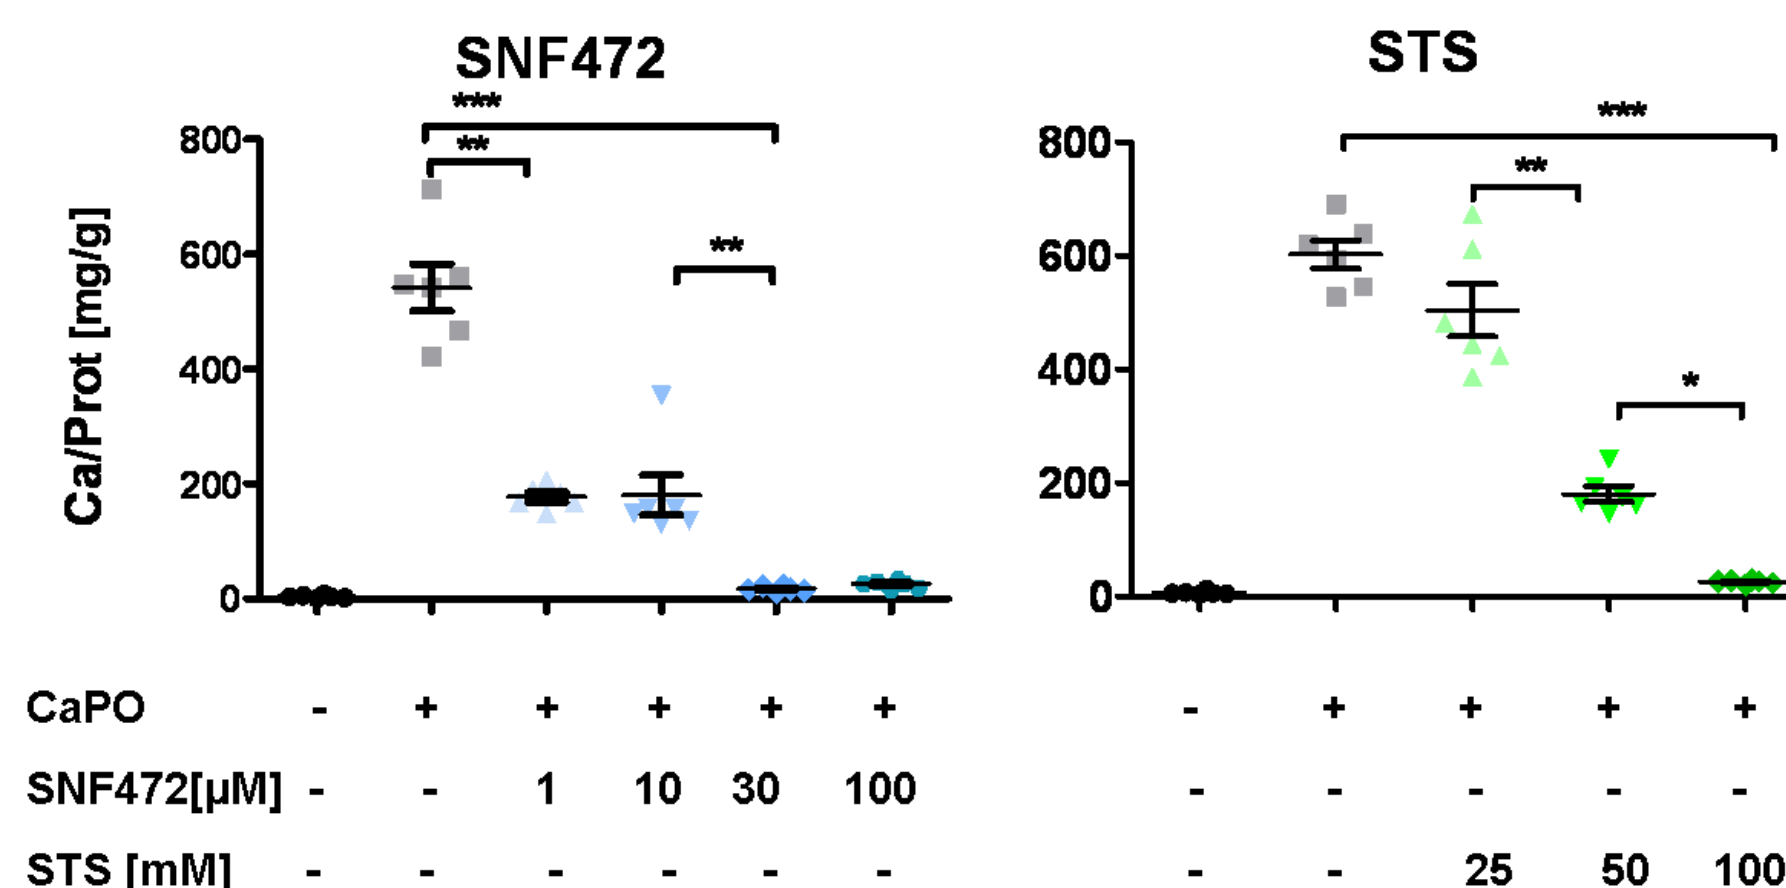 SNF472
STS
***
**
**
***
**
*
Ca/Prot [mg/g]
800
600
400
200
0
800
600
400
200
0
CaPO - + + + + + - + + + +
SNF472[µM] - - 1 10 30 100 - - - - -
STS [mM] - - - - - - - - 25 50 100